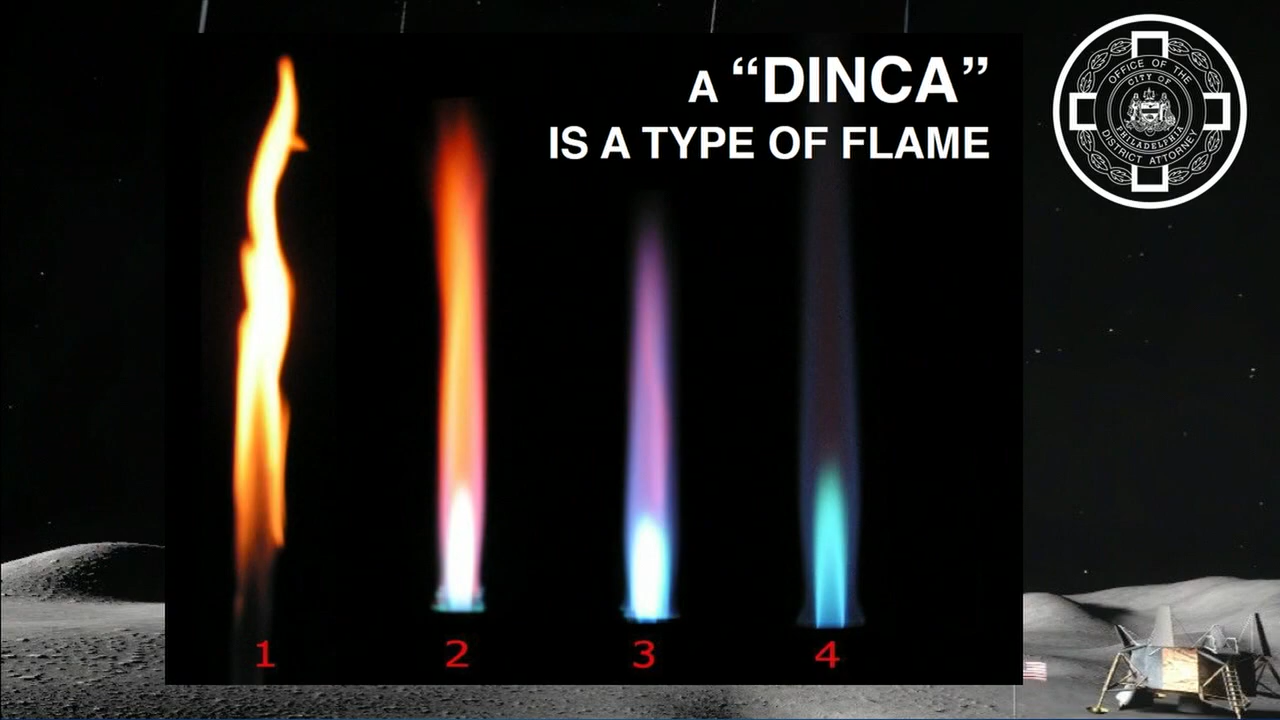 A “DINCA”
IS A TYPE OF FLAME
OFFICE OF THE
CITY OF
PHILADELPHIA
DISTRICT ATTORNEY
1 2 3 4